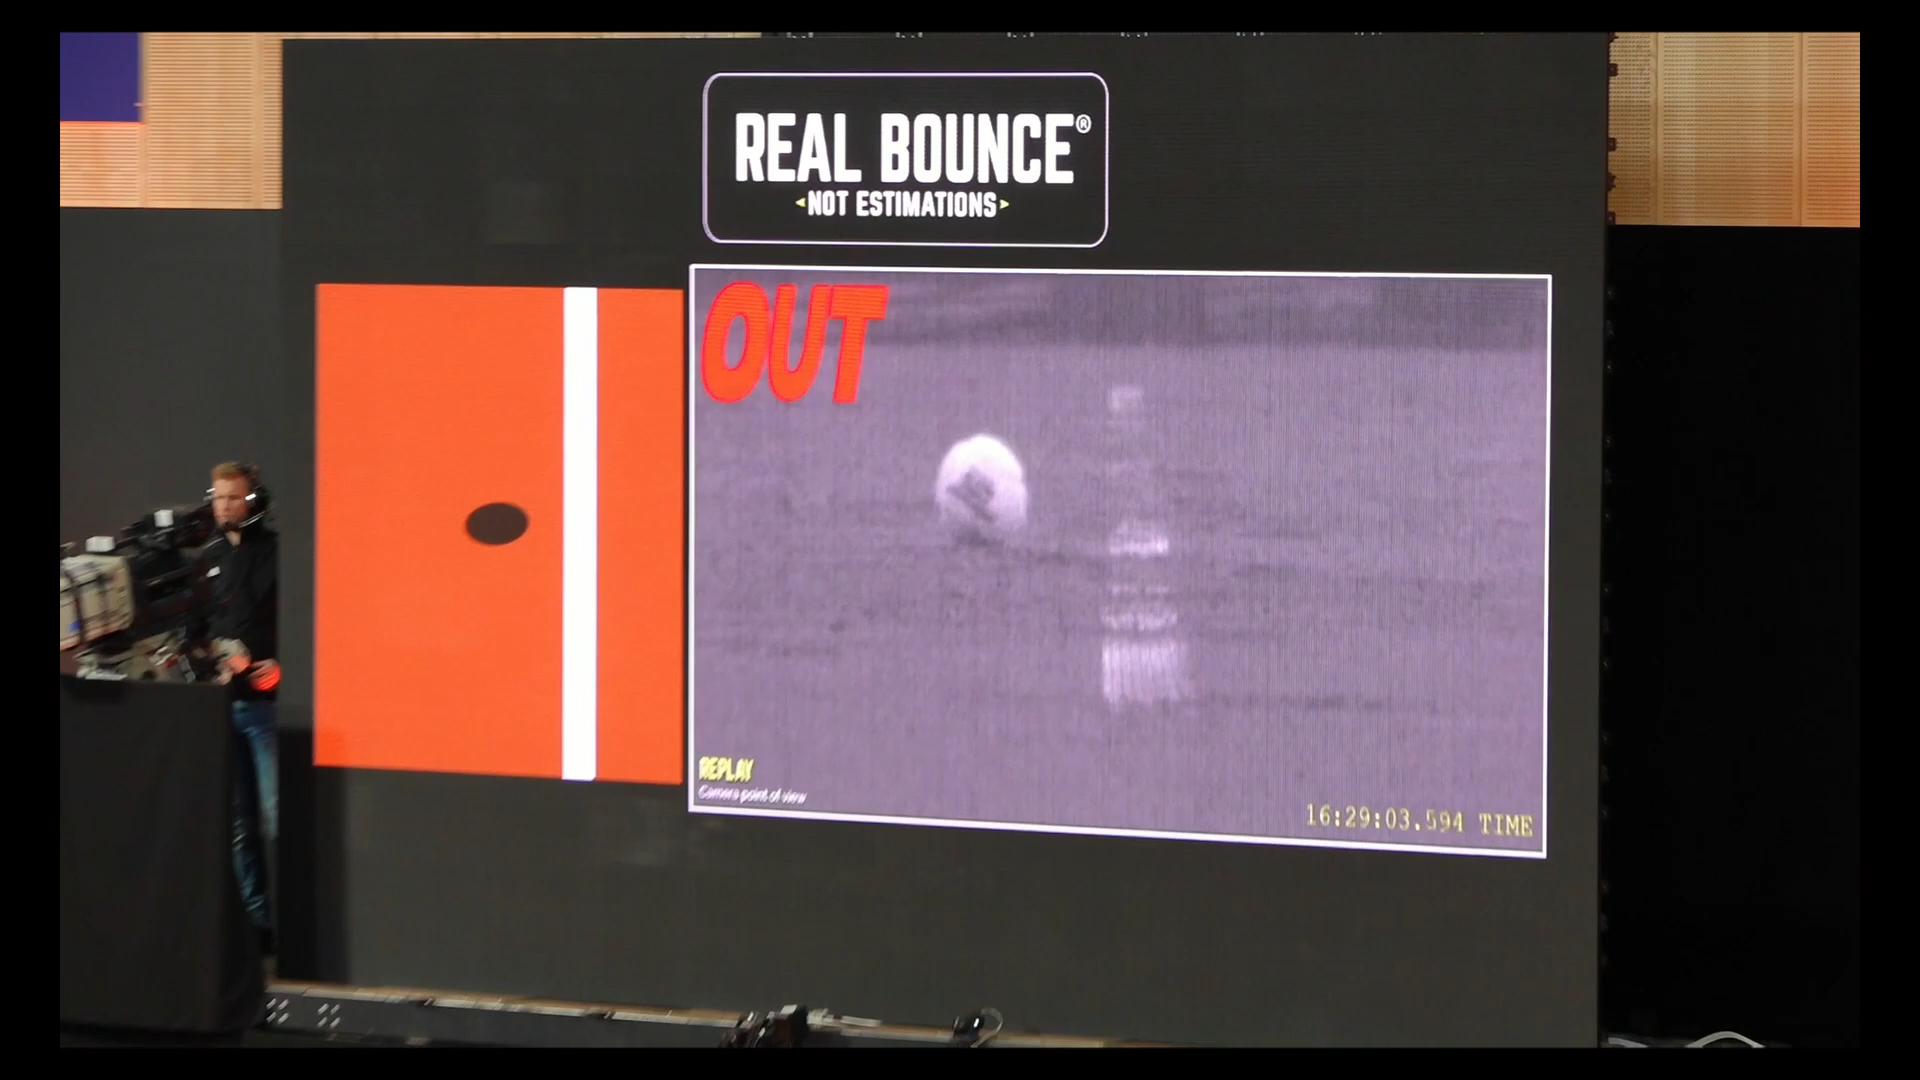 REAL BOUNCE®
NOT ESTIMATIONS
OUT
REPLAY
Camera point of view
16:29:03.594 TIME